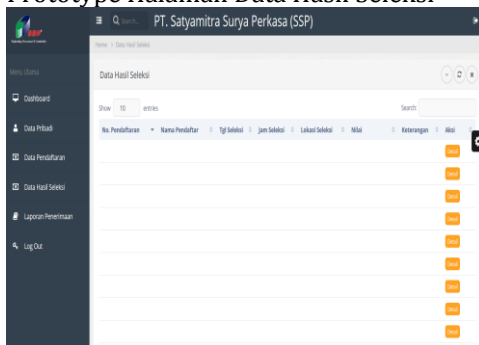 Prototype Halaman Data Hasil Seleksi
Search... PT. Satyamitra Surya Perkasa (SSP)
Home > Data Hasil Seleksi
Menu Utama
Data Hasil Seleksi
Dashboard
Show 10 entries Search:
No. Pendaftaran Nama Pendaftar Tgl Seleksi Jam Seleksi Lokasi Seleksi Nilai Keterangan Aksi
Data Pribadi
Detail
Data Pendaftaran
Detail
Data Hasil Seleksi
Detail
Laporan Penerimaan
Detail
Log Out
Detail
Detail
Detail
Detail
Detail